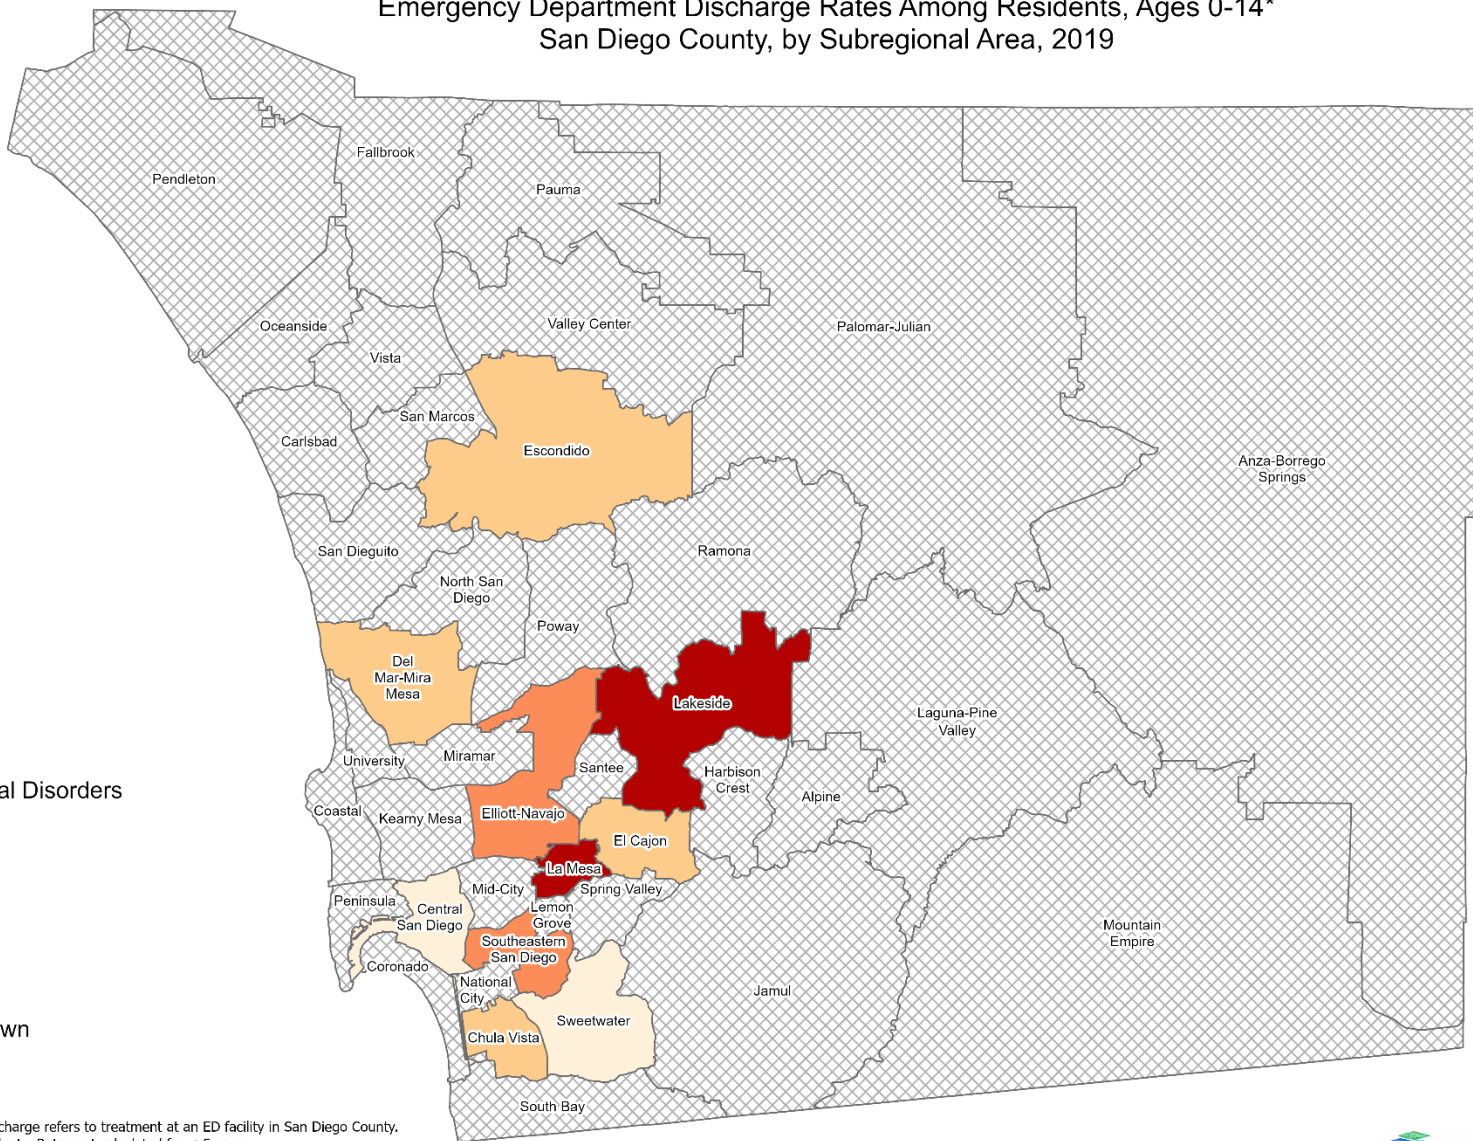 Emergency Department Discharge Rates Among Residents, Ages 0-14*
San Diego County, by Subregional Area, 2019
Fallbrook
Pendleton
Pauma
Oceanside
Valley Center
Palomar-Julian
Vista
San Marcos
Carlsbad
Escondido
Anza-Borrego
Springs
San Dieguito
Ramona
North San
Diego
Poway
Del
Mar-Mira
Mesa
Lakeside
Laguna-Pine
Valley
University
Miramar
Santee
Harbison
Crest
Alpine
al Disorders
Coastal
Kearny Mesa
Elliott-Navajo
El Cajon
La Mesa
Mid-City
Spring Valley
Peninsula
Central
San Diego
Lemon
Grove
Southeastern
San Diego
Mountain
Empire
Coronado
National
City
Jamul
Sweetwater
wn
Chula Vista
South Bay
charge refers to treatment at an ED facility in San Diego County.